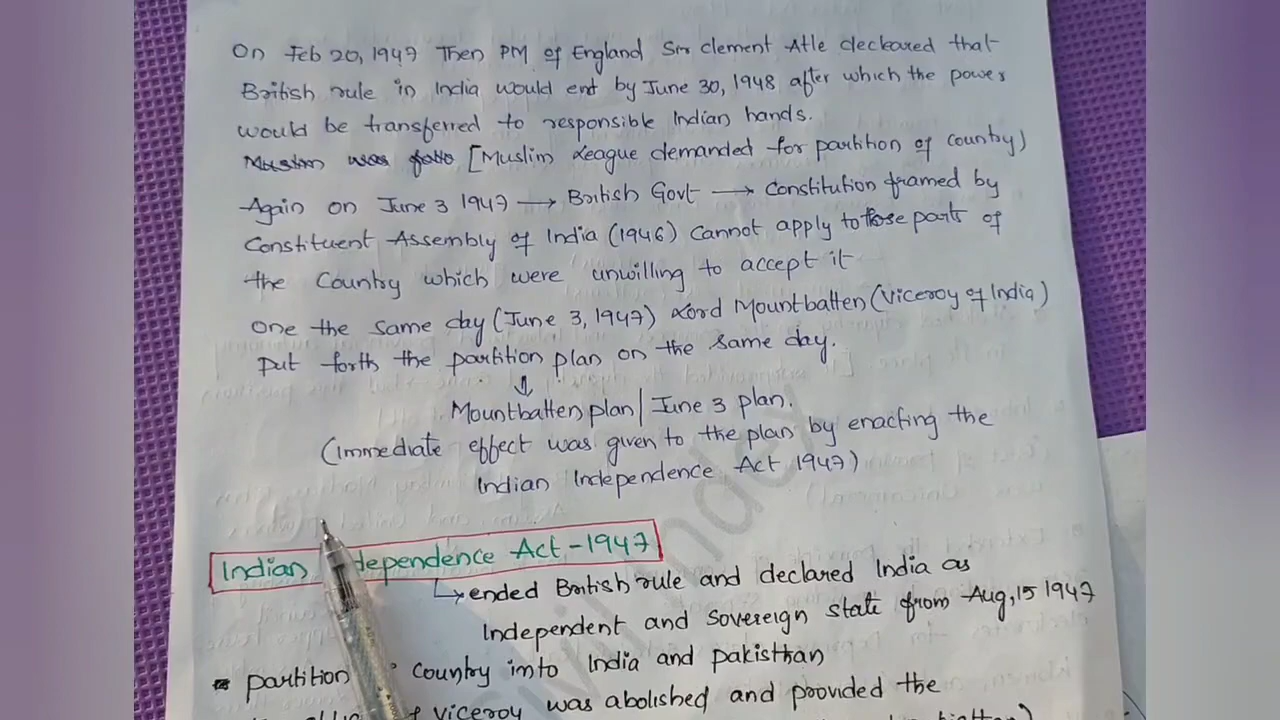 On Feb 20, 1947 Then PM of England Sir clement Atle deckared that
British rule in India would ent by June 30, 1948 after which the power
would be transferred to responsible Indian hands.
Muslim was [Muslim League demanded for partition of country)
Again on June 3 1947 → British Govt → Constitution framed by
Constituent Assembly of India (1946) Cannot apply to those parts of
the Country which were unwilling to accept it
One the same day (June 3, 1947) Lord Mountbatten (Viceroy of India)
Put forth the partition plan on the same day.
↓
Mountbatten plan | June 3 plan.
(immediate effect was given to the plan by enacting the
Indian Independence Act 1947)
Indian dependence Act - 1947
↳ ended British rule and declared India as
Independent and sovereign state from Aug, 15 1947
partition country into India and pakisthan
viceroy was abolished and provided the